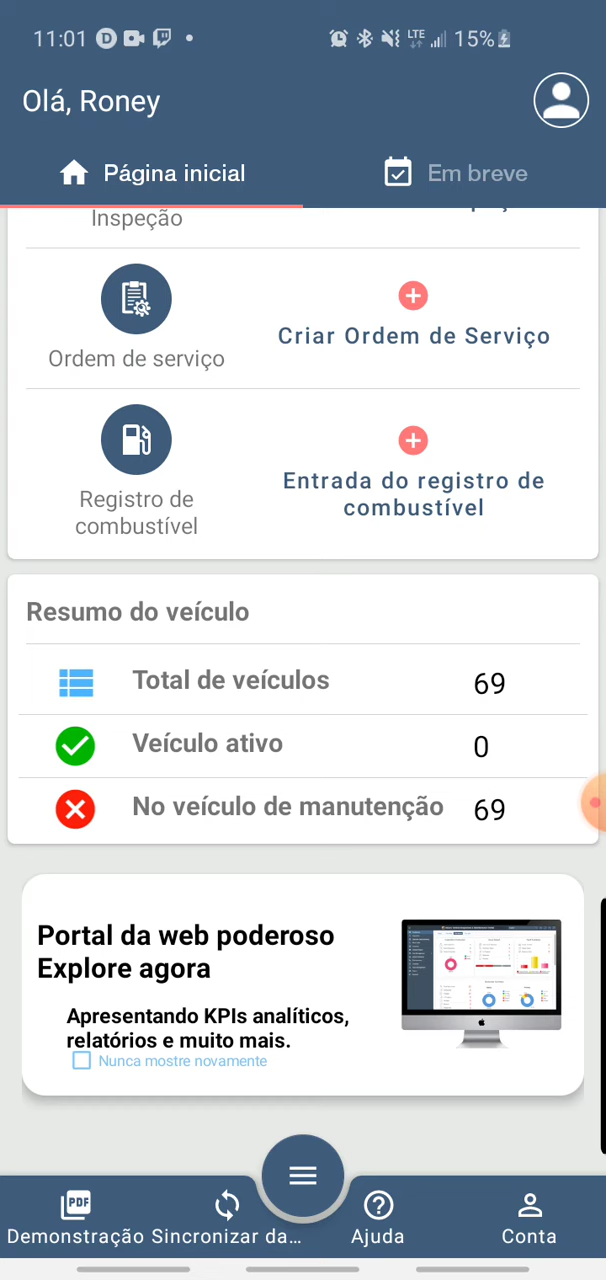 11:01 LTE 15%
Olá, Roney
Página inicial
Em breve
Inspeção
Ordem de serviço
Criar Ordem de Serviço
Registro de
combustível
Entrada do registro de
combustível
Resumo do veículo
Total de veículos 69
Veículo ativo 0
No veículo de manutenção 69
Portal da web poderoso
Explore agora
Apresentando KPIs analíticos,
relatórios e muito mais.
Nunca mostre novamente
PDF
Demonstração
Sincronizar da...
Ajuda
Conta